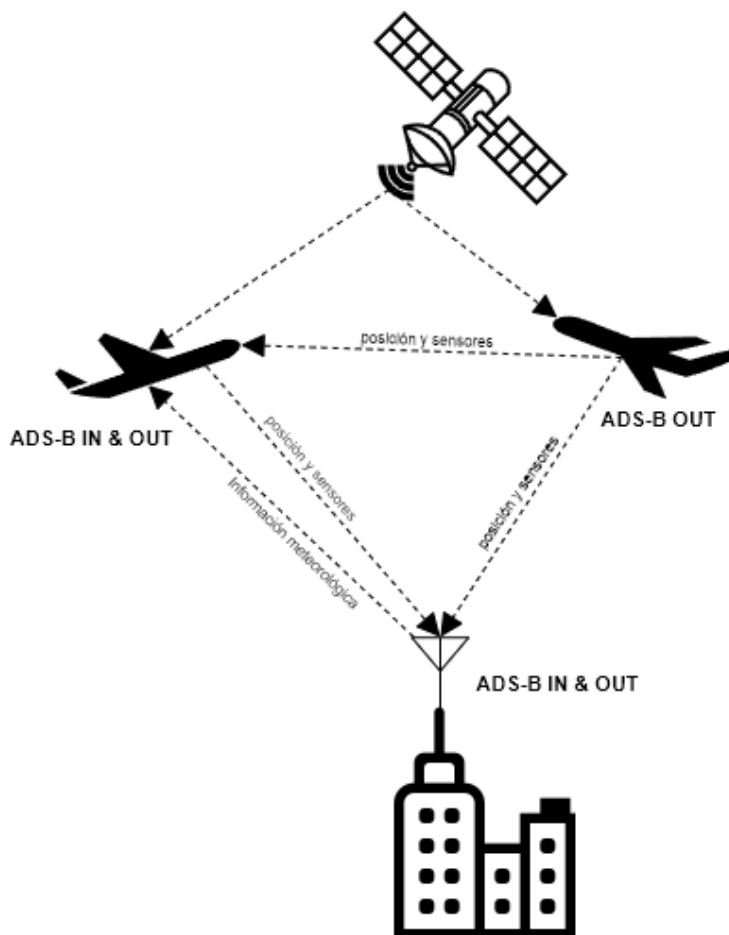 posición y sensores
ADS-B IN & OUT
ADS-B OUT
posición y sensores
posición y sensores
Información meteorológica
ADS-B IN & OUT